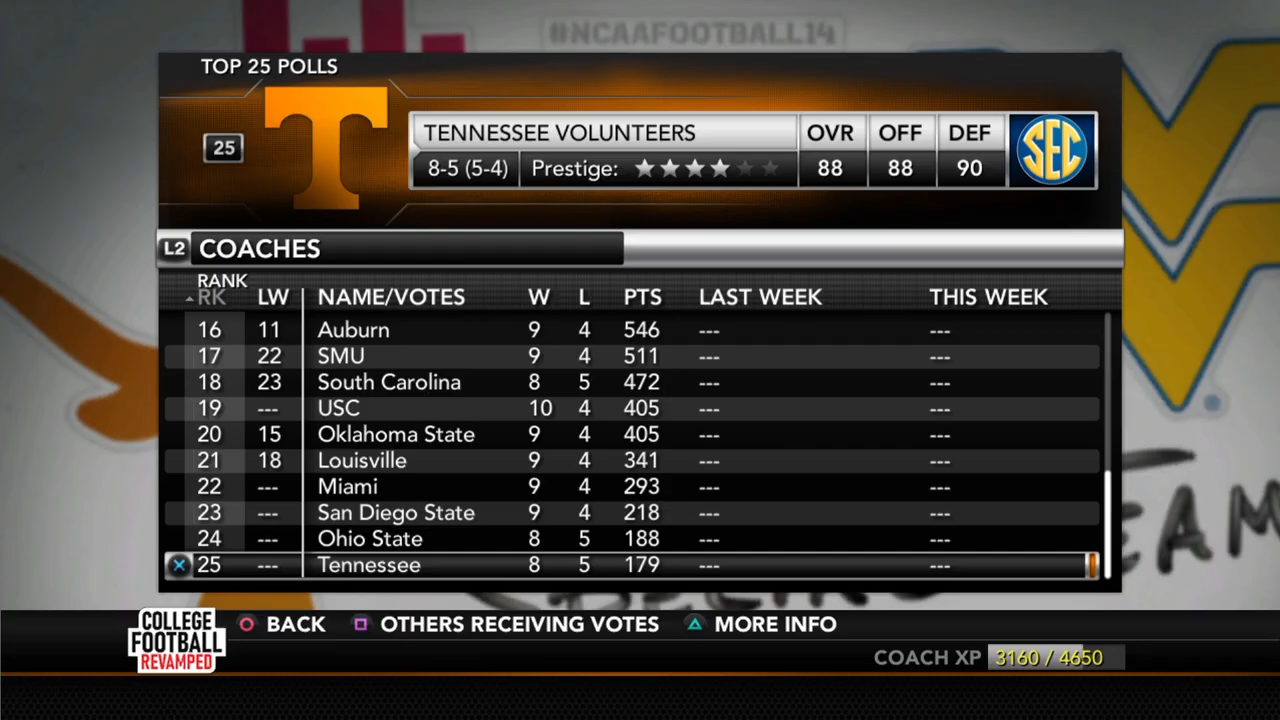 #NCAAFOOTBALL14
TOP 25 POLLS
25
T
TENNESSEE VOLUNTEERS OVR OFF DEF
8-5 (5-4) Prestige: 88 88 90
SEC
L2 COACHES
RANK
RK LW NAME/VOTES W L PTS LAST WEEK THIS WEEK
16 11 Auburn 9 4 546 --- ---
17 22 SMU 9 4 511 --- ---
18 23 South Carolina 8 5 472 --- ---
19 --- USC 10 4 405 --- ---
20 15 Oklahoma State 9 4 405 --- ---
21 18 Louisville 9 4 341 --- ---
22 --- Miami 9 4 293 --- ---
23 --- San Diego State 9 4 218 --- ---
24 --- Ohio State 8 5 188 --- ---
25 --- Tennessee 8 5 179 --- ---
COLLEGE
FOOTBALL
REVAMPED
BACK OTHERS RECEIVING VOTES MORE INFO
COACH XP 3160 / 4650